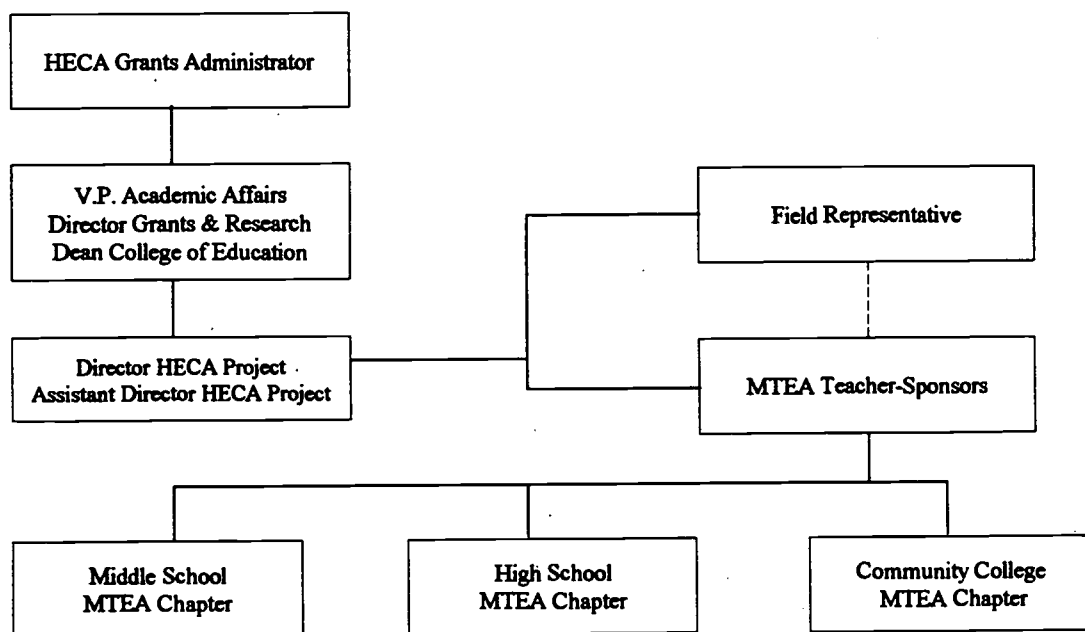 HECA Grants Administrator
V.P. Academic Affairs
Director Grants & Research
Dean College of Education
Field Representative
Director HECA Project
Assistant Director HECA Project
MTEA Teacher-Sponsors
Middle School
MTEA Chapter
High School
MTEA Chapter
Community College
MTEA Chapter